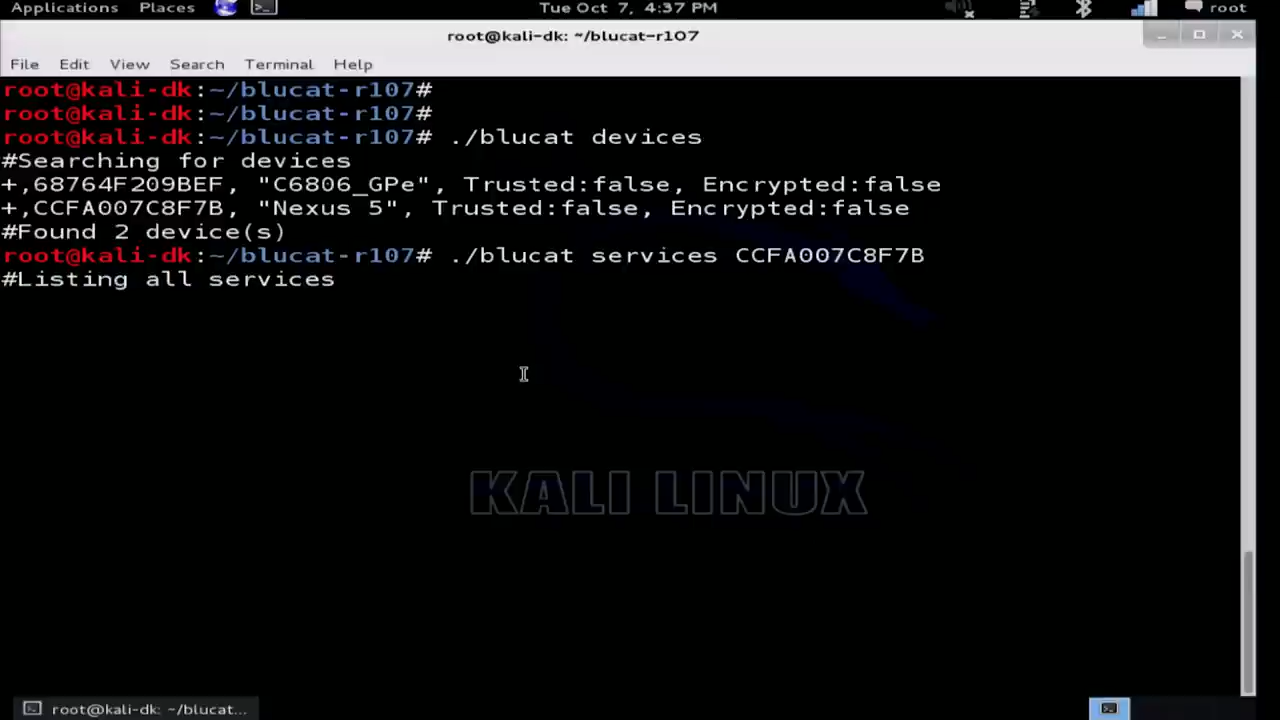 Applications Places Tue Oct 7, 4:37 PM root
root@kali-dk: ~/blucat-r107
File Edit View Search Terminal Help
root@kali-dk:~/blucat-r107#
root@kali-dk:~/blucat-r107#
root@kali-dk:~/blucat-r107# ./blucat devices
#Searching for devices
+,68764F209BEF, "C6806_GPe", Trusted:false, Encrypted:false
+,CCFA007C8F7B, "Nexus 5", Trusted:false, Encrypted:false
#Found 2 device(s)
root@kali-dk:~/blucat-r107# ./blucat services CCFA007C8F7B
#Listing all services
KALI LINUX
root@kali-dk: ~/blucat...